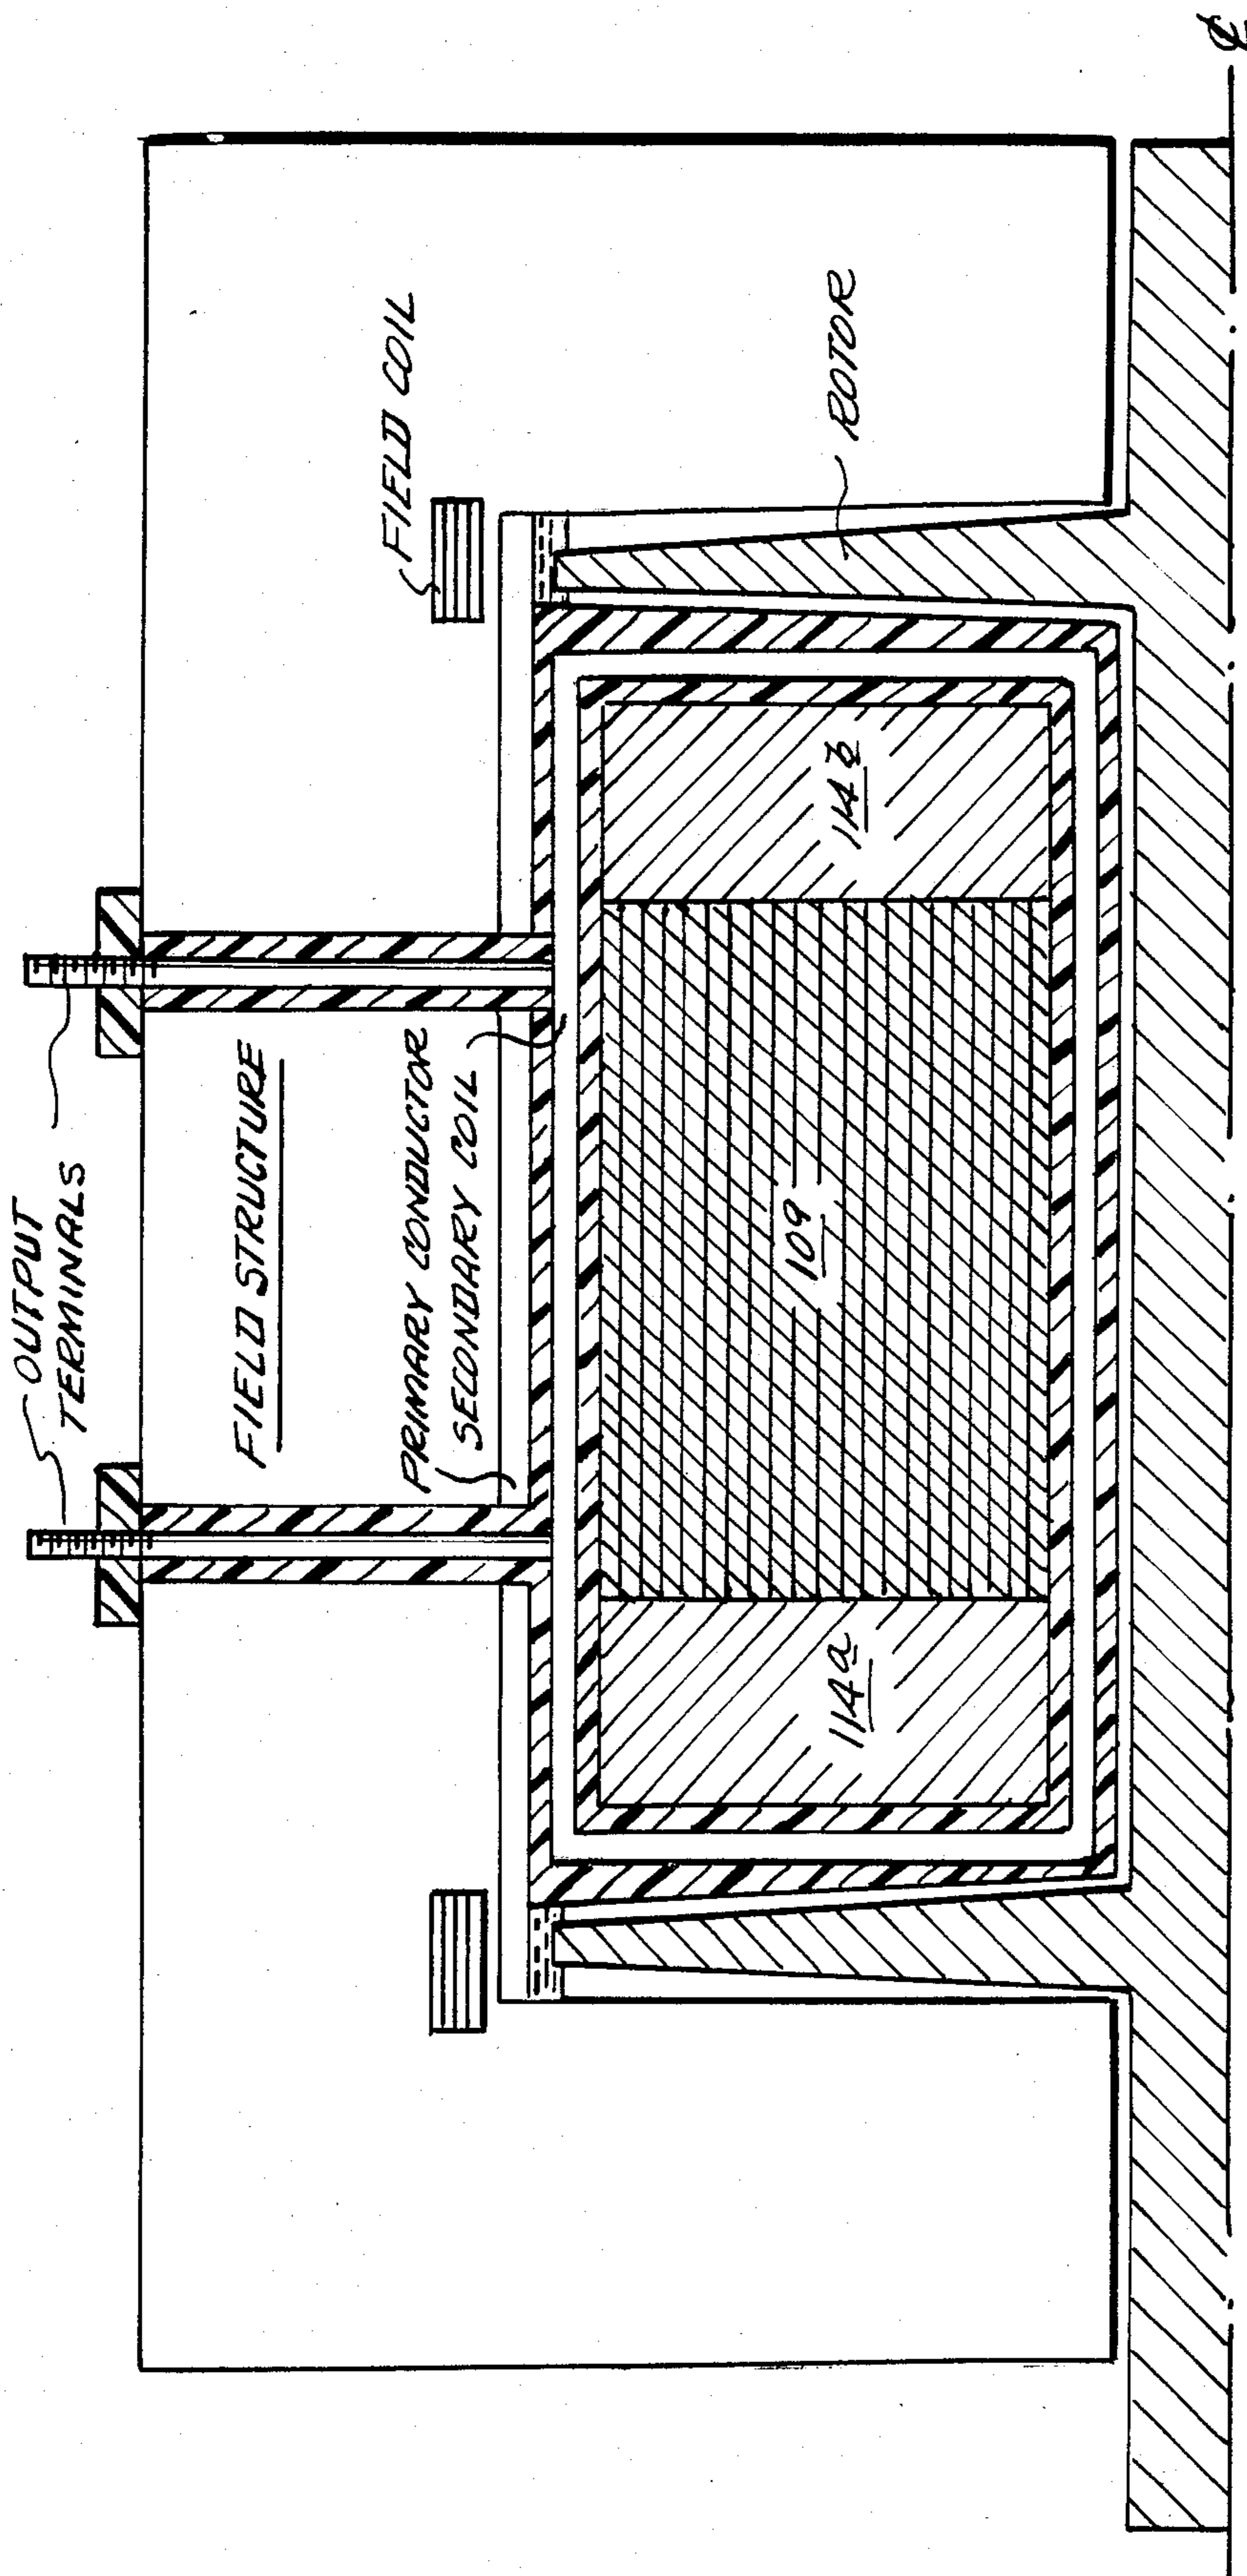 OUTPUT
TERMINALS
FIELD STRUCTURE
PRIMARY CONDUCTOR
SECONDARY COIL
FIELD COIL
ROTOR
114a
109
114b
℄